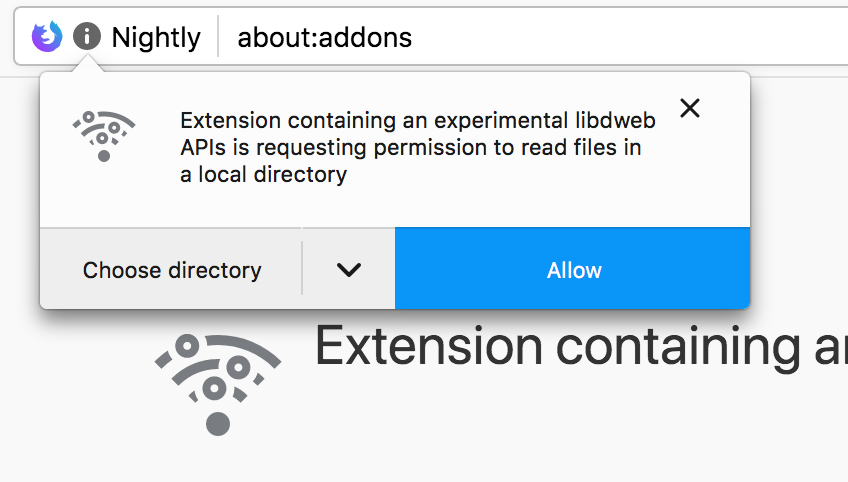 Nightly about:addons
Extension containing an experimental libdweb
APIs is requesting permission to read files in
a local directory
Choose directory Allow
Extension containing